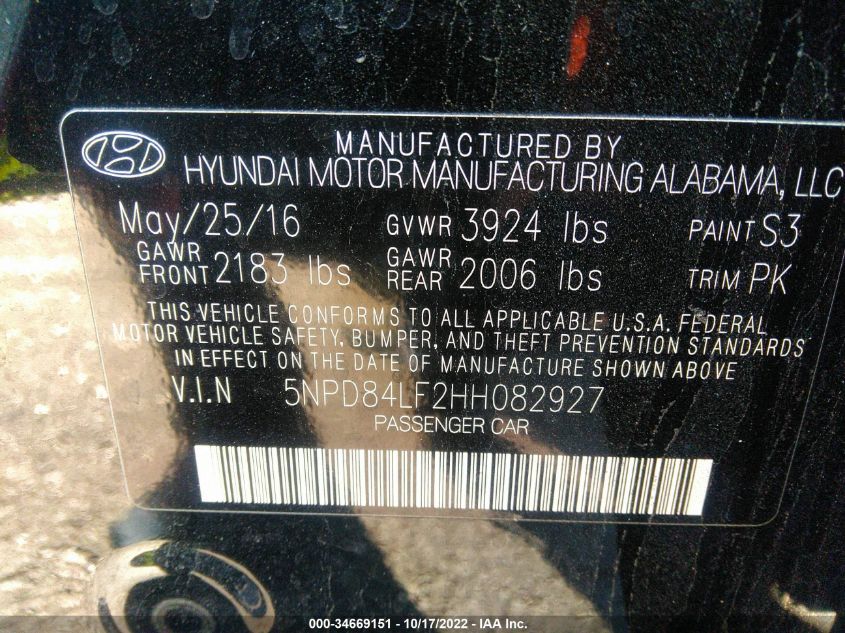 MANUFACTURED BY
HYUNDAI MOTOR MANUFACTURING ALABAMA, LLC
May/25/16 GVWR 3924 lbs PAINT S3
GAWR FRONT 2183 lbs GAWR REAR 2006 lbs TRIM PK
THIS VEHICLE CONFORMS TO ALL APPLICABLE U.S.A. FEDERAL
MOTOR VEHICLE SAFETY, BUMPER, AND THEFT PREVENTION STANDARDS
IN EFFECT ON THE DATE OF MANUFACTURE SHOWN ABOVE.
V.I.N 5NPD84LF2HH082927
PASSENGER CAR
000-34669151 - 10/17/2022 - IAA Inc.